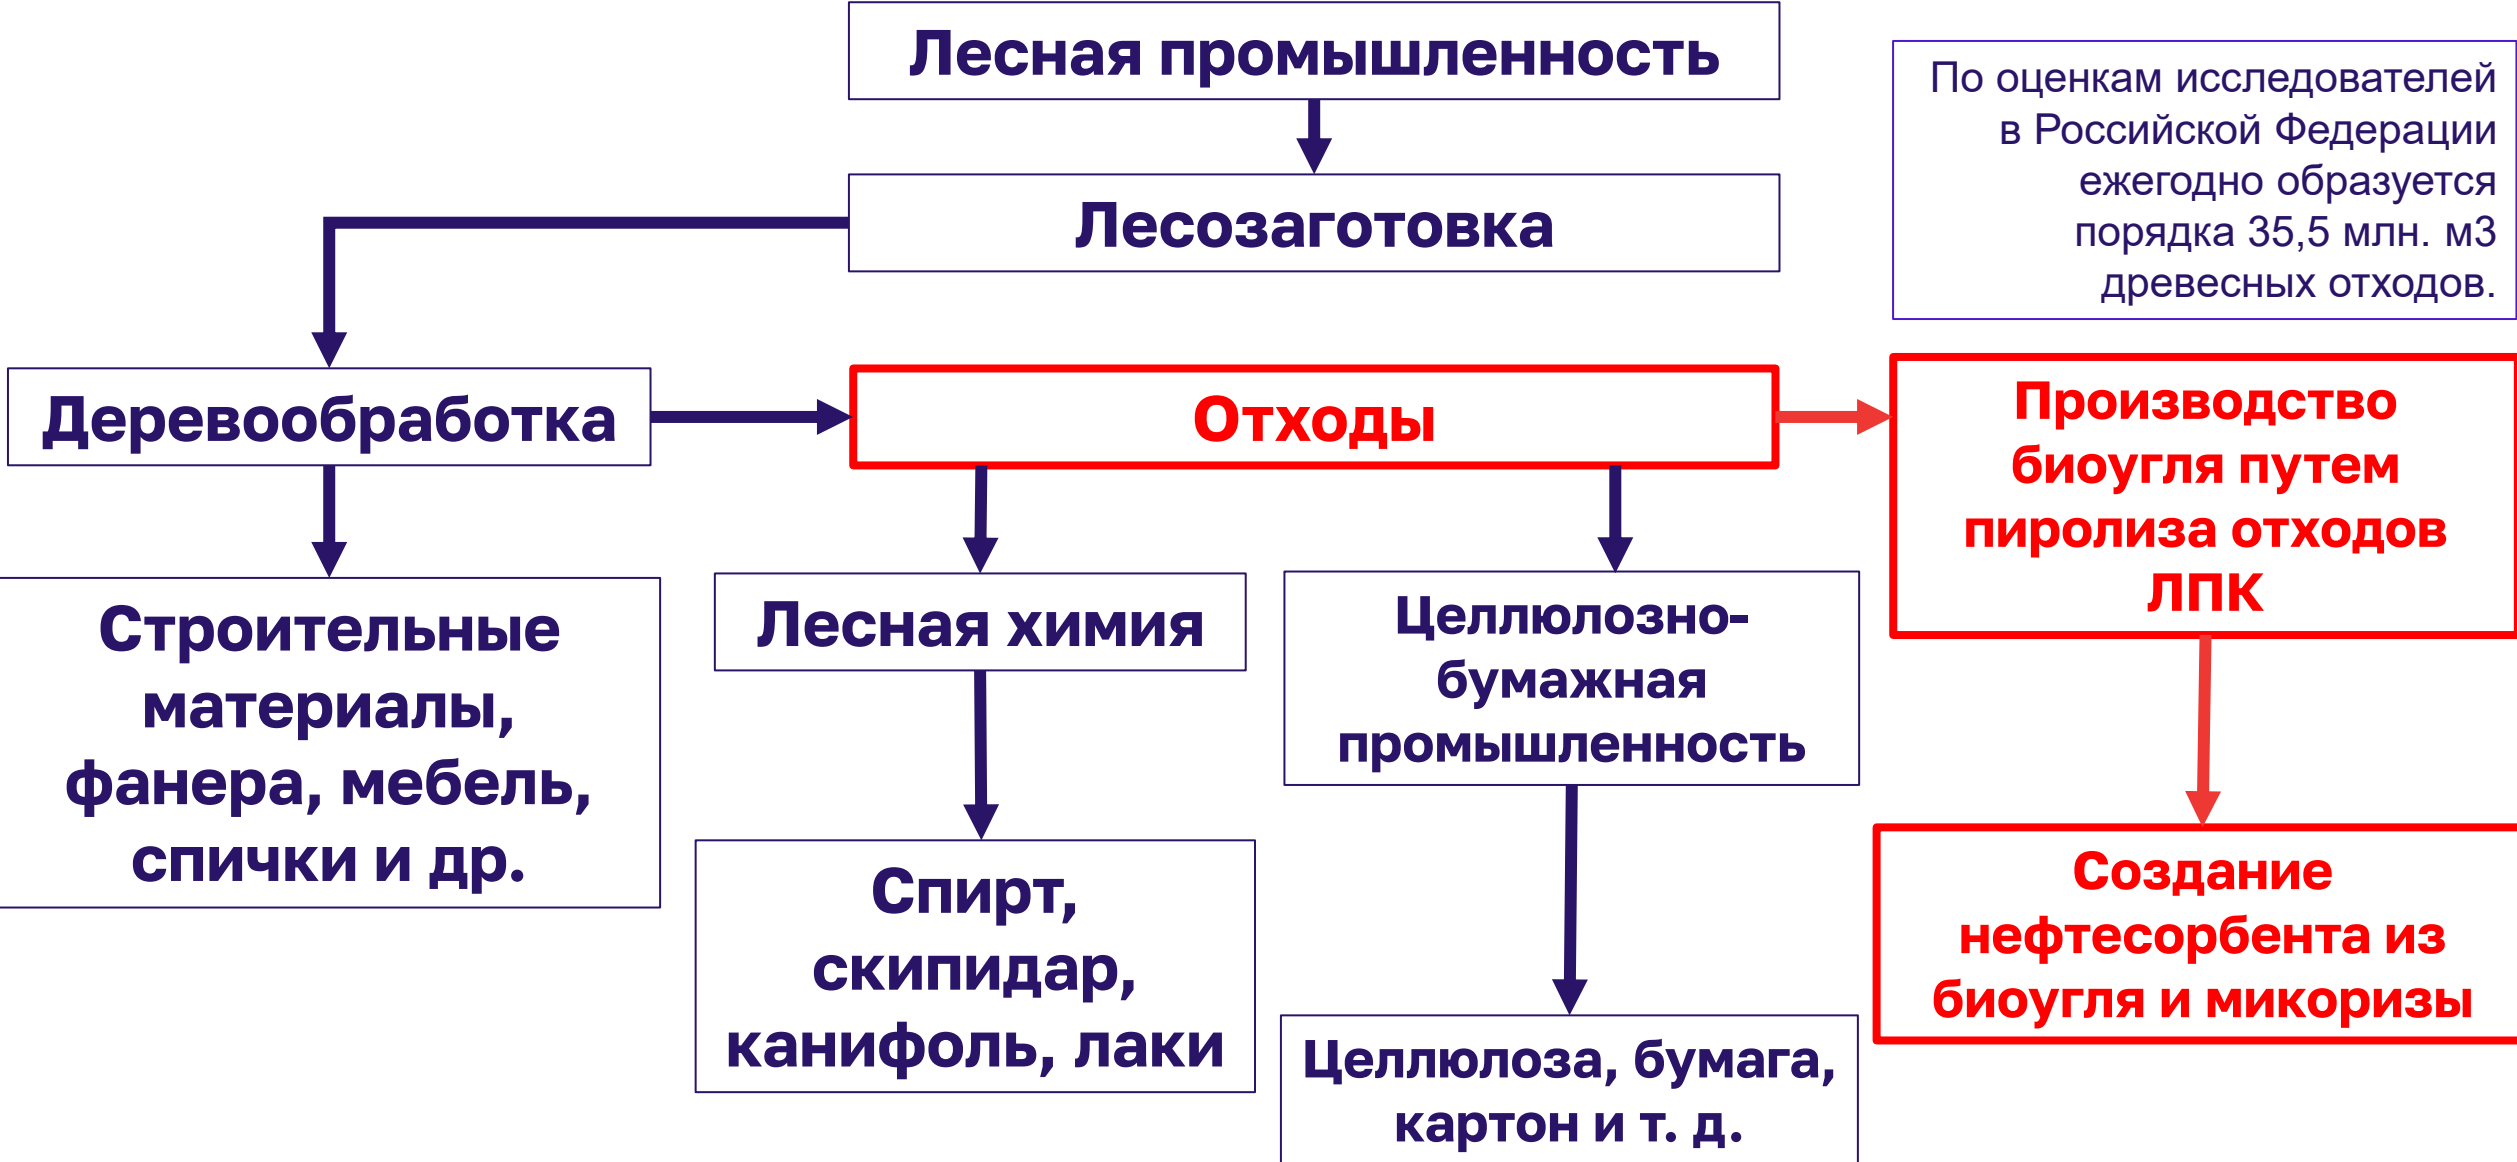 Лесная промышленность
По оценкам исследователей
в Российской Федерации
ежегодно образуется
порядка 35,5 млн. м3
древесных отходов.
Лесозаготовка
Деревообработка
Отходы
Производство
биоугля путем
пиролиза отходов
ЛПК
Строительные
материалы,
фанера, мебель,
спички и др.
Лесная химия
Целлюлозно-
бумажная
промышленность
Спирт,
скипидар,
канифоль, лаки
Целлюлоза, бумага,
картон и т. д.
Создание
нефтесорбента из
биоугля и микоризы